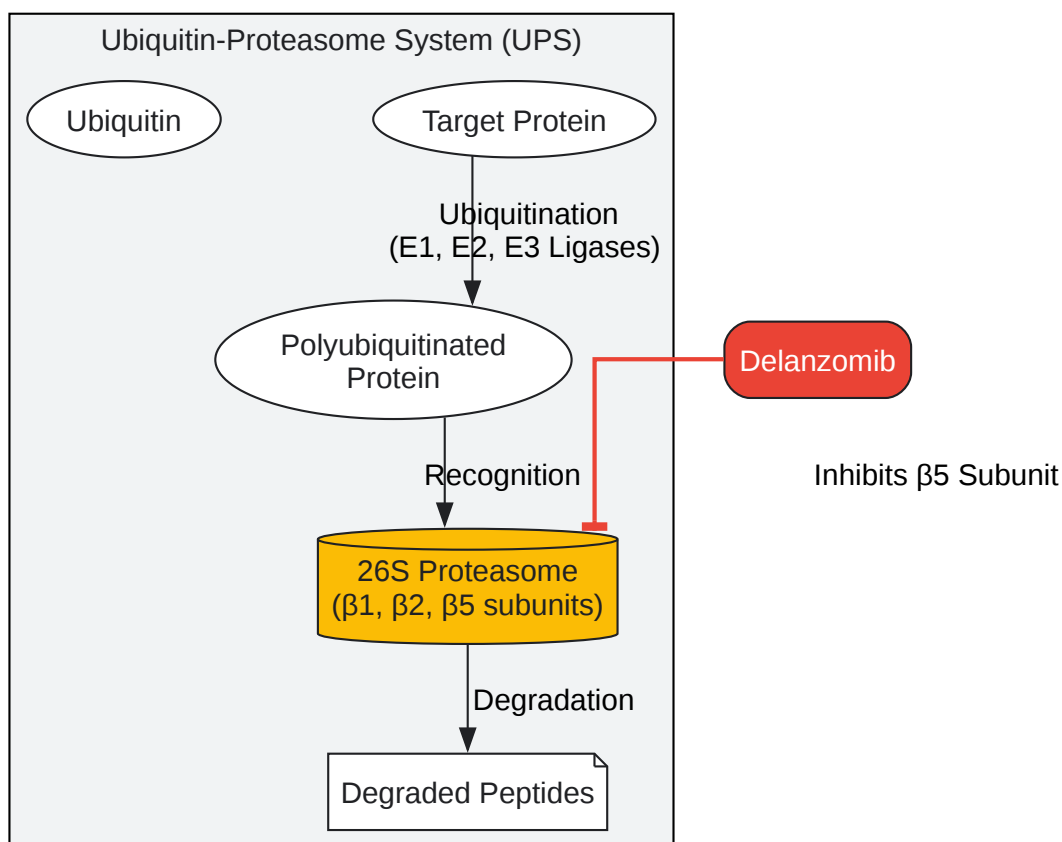 Ubiquitin-Proteasome System (UPS)
Ubiquitin
Target Protein
Ubiquitination
(E1, E2, E3 Ligases)
Polyubiquitinated
Protein
Delanzomib
Recognition
Inhibits β5 Subunit
26S Proteasome
(β1, β2, β5 subunits)
Degradation
Degraded Peptides